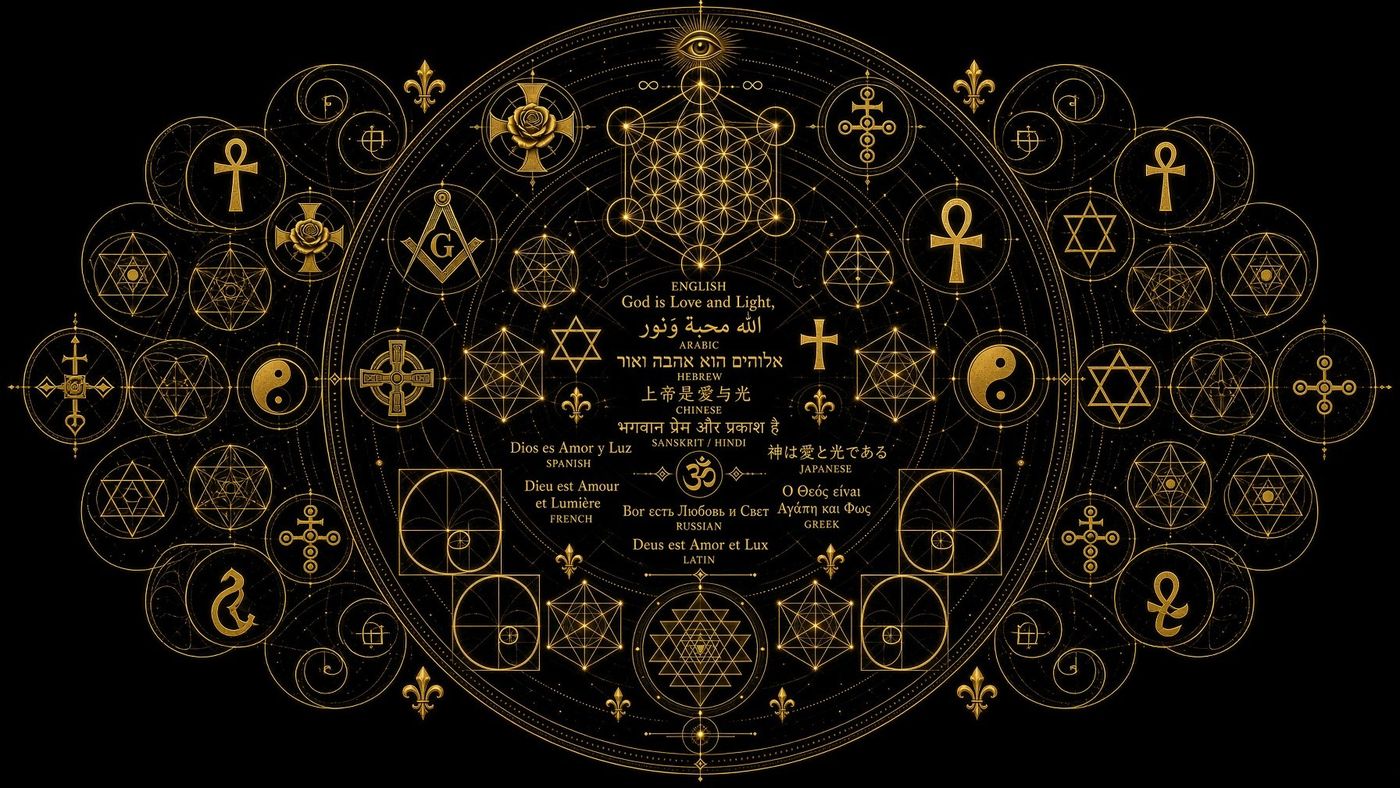 G
ENGLISH
God is Love and Light,
الله محبة وَنور
ARABIC
אלוהים הוא אהבה ואור
HEBREW
上帝是愛与光
CHINESE
भगवान प्रेम और प्रकाश है
SANSKRIT / HINDI
Dios es Amor y Luz
SPANISH
Dieu est Amour
et Lumière
FRENCH
ॐ
神は愛と光である
JAPANESE
Ο Θεός είναι
Αγάπη και Φως
GREEK
Бог есть Любовь и Свет
RUSSIAN
Deus est Amor et Lux
LATIN